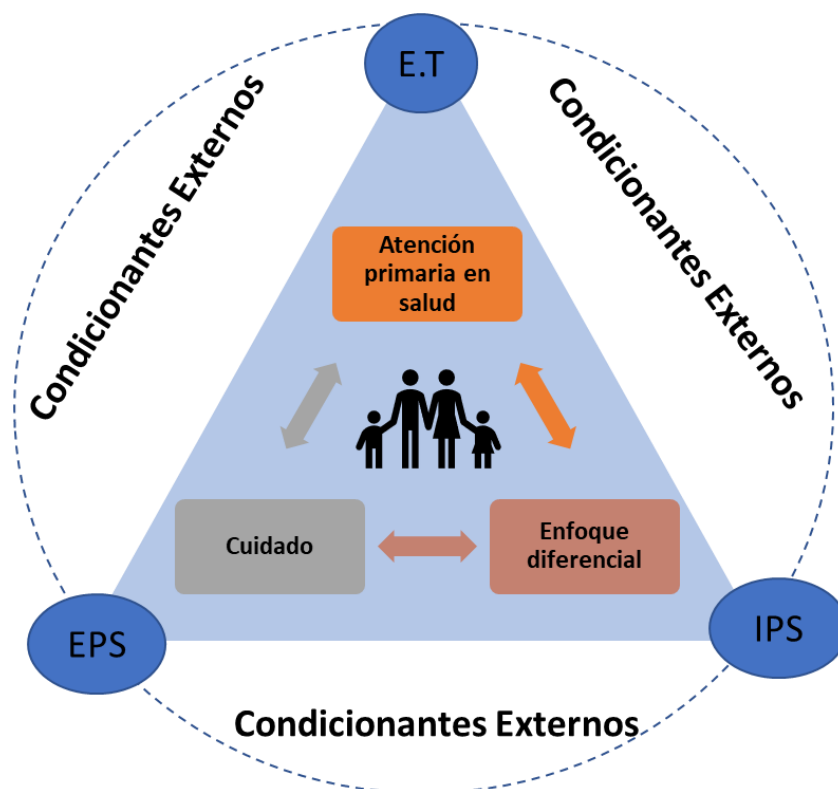 E.T
Condicionantes Externos
Condicionantes Externos
Atención
primaria en
salud
Cuidado
Enfoque
diferencial
EPS
IPS
Condicionantes Externos